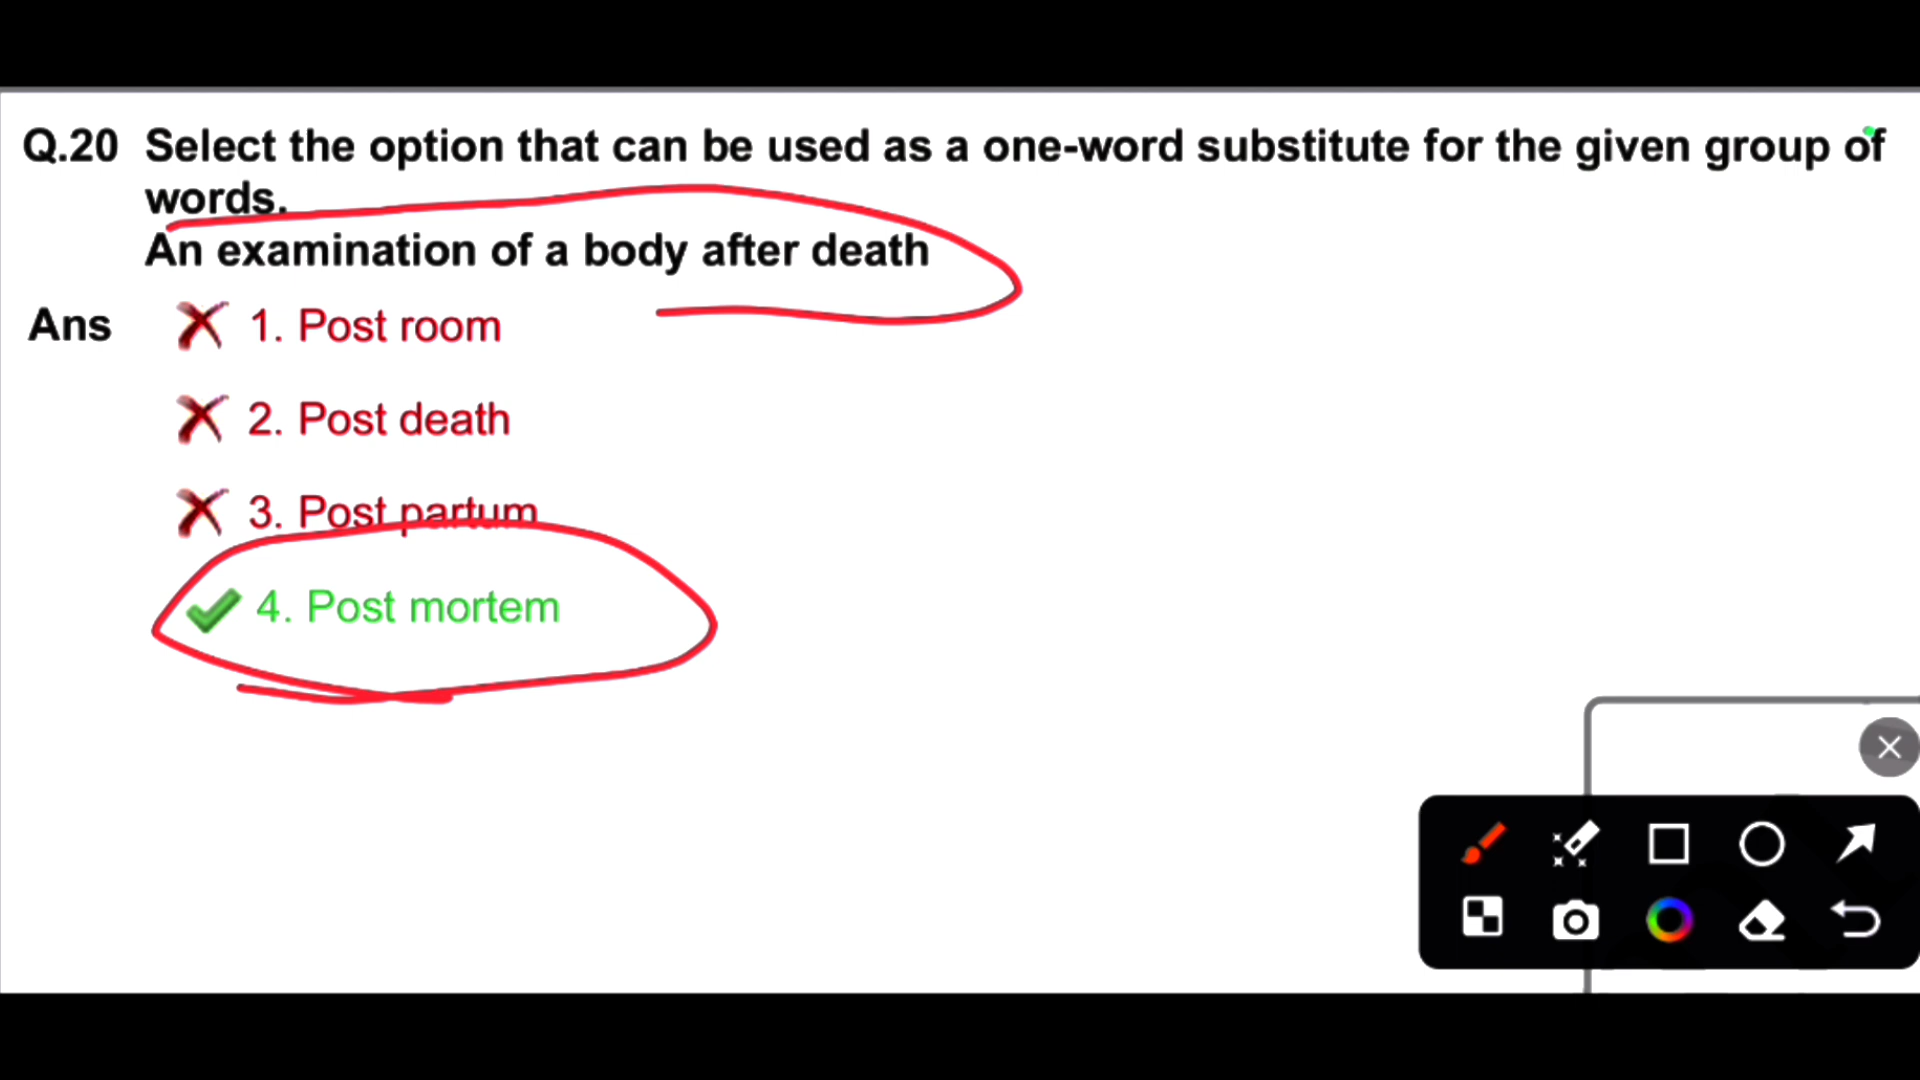 Q.20 Select the option that can be used as a one-word substitute for the given group of
words.
An examination of a body after death
Ans 1. Post room
2. Post death
3. Post partum
4. Post mortem